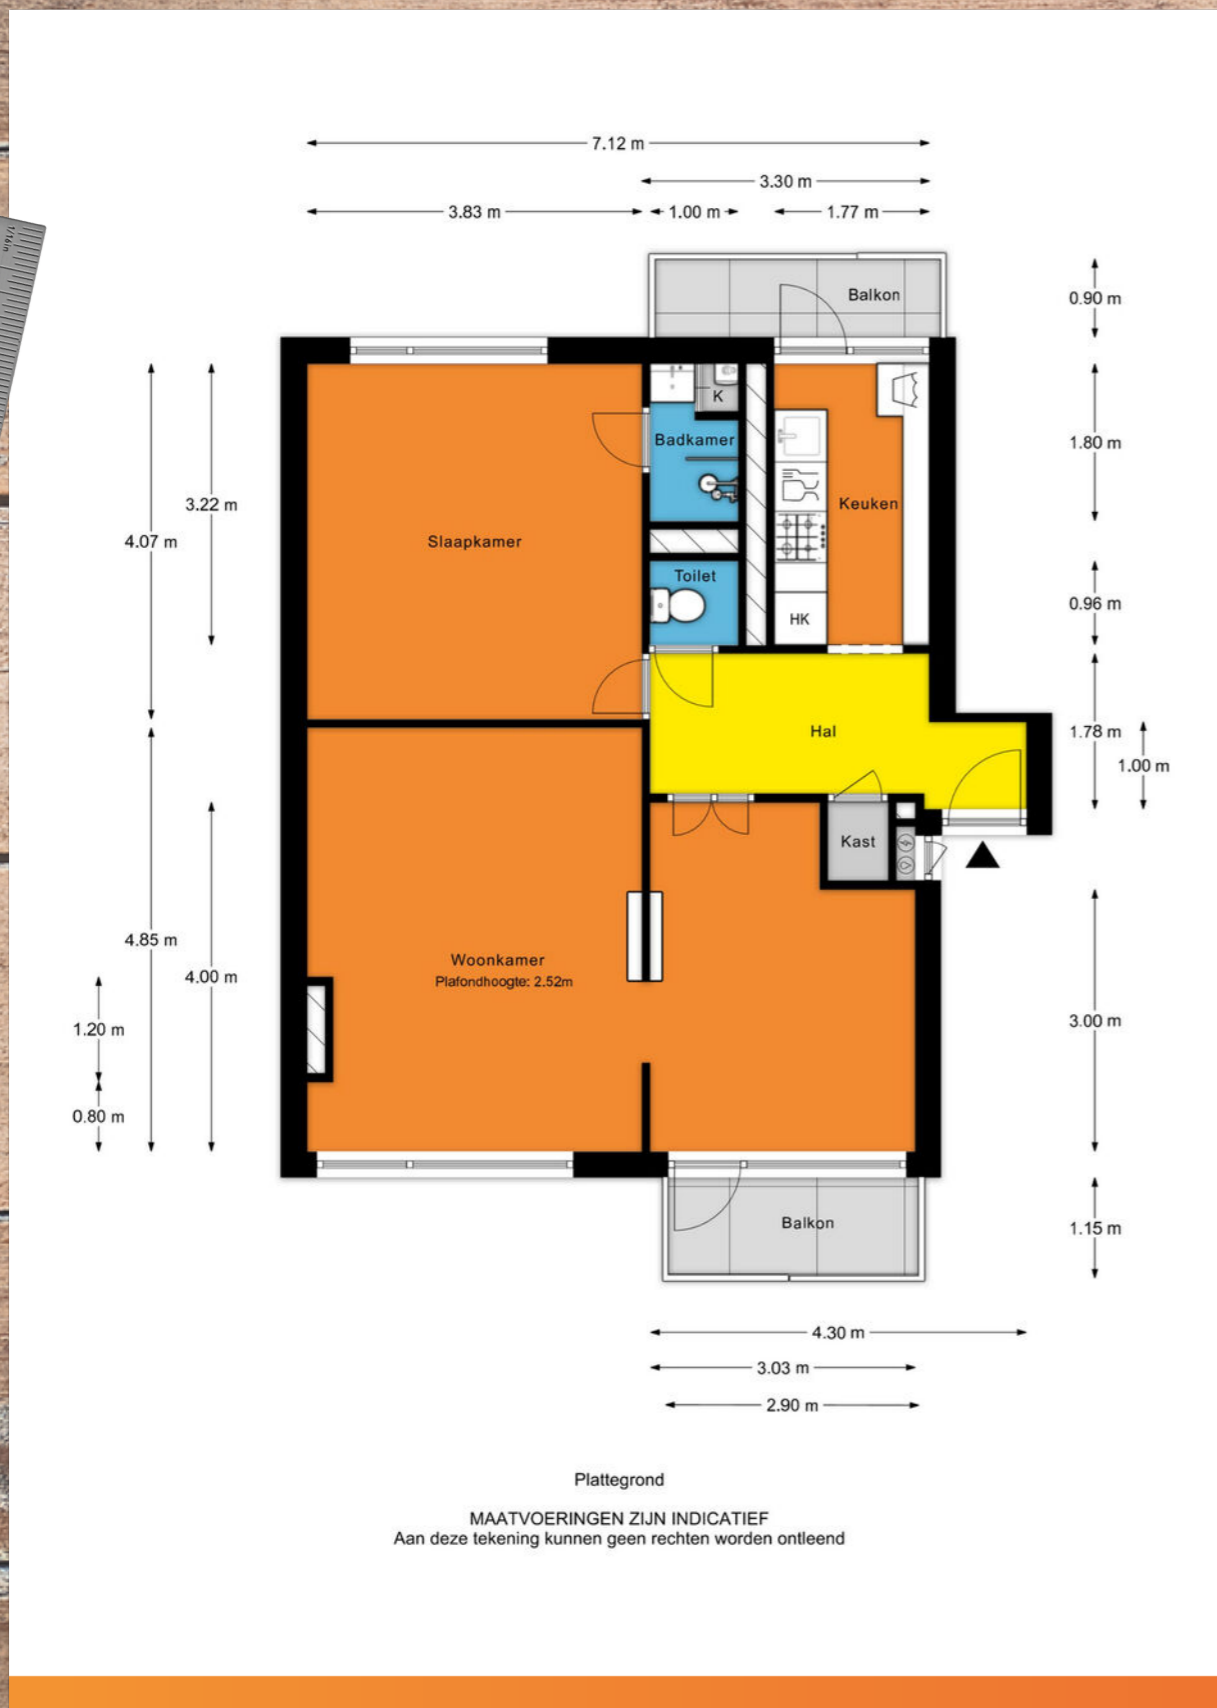 7.12 m
3.30 m
3.83 m
1.00 m
1.77 m
1/16in
Balkon
0.90 m
K
Badkamer
1.80 m
3.22 m
Keuken
4.07 m
Slaapkamer
Toilet
0.96 m
HK
Hal
1.78 m
1.00 m
Kast
4.85 m
Woonkamer
4.00 m
Plafondhoogte: 2.52m
1.20 m
3.00 m
0.80 m
Balkon
1.15 m
4.30 m
3.03 m
2.90 m
Plattegrond
MAATVOERINGEN ZIJN INDICATIEF
Aan deze tekening kunnen geen rechten worden ontleend